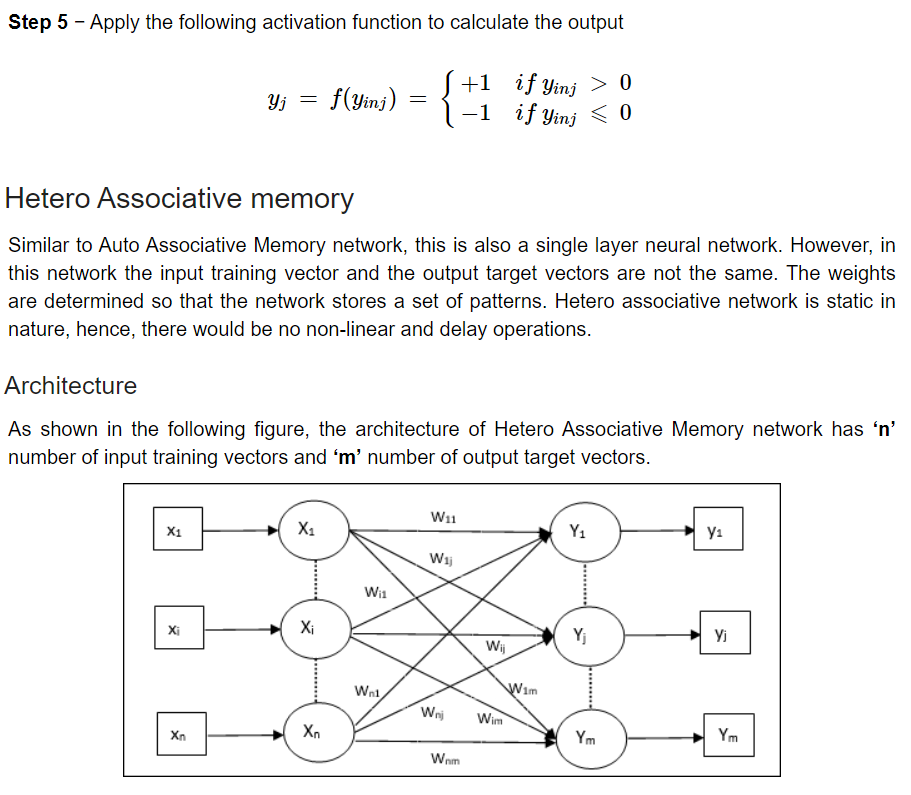 Step 5 − Apply the following activation function to calculate the output
yj = f(yinj) = { +1 if yinj > 0
−1 if yinj ⩽ 0
Hetero Associative memory
Similar to Auto Associative Memory network, this is also a single layer neural network. However, in
this network the input training vector and the output target vectors are not the same. The weights
are determined so that the network stores a set of patterns. Hetero associative network is static in
nature, hence, there would be no non-linear and delay operations.
Architecture
As shown in the following figure, the architecture of Hetero Associative Memory network has ‘n’
number of input training vectors and ‘m’ number of output target vectors.
X1 X1 W11 Y1 y1
W1j
Wi1
Xi Xi Wij Yj yj
Wn1 W1m
Wnj Wim
Xn Xn Ym Ym
Wnm